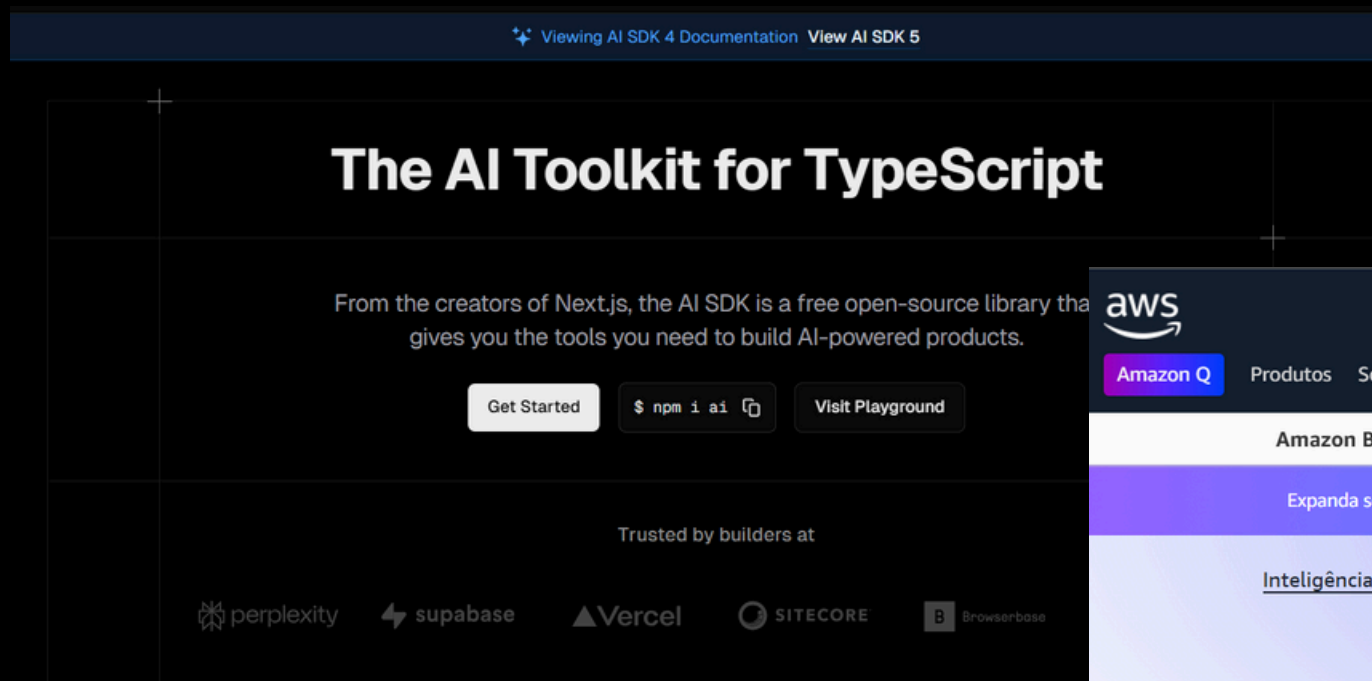 Viewing AI SDK 4 Documentation View AI SDK 5
The AI Toolkit for TypeScript
From the creators of Next.js, the AI SDK is a free open-source library tha
gives you the tools you need to build AI-powered products.
Get Started
$ npm i ai
Visit Playground
Trusted by builders at
perplexity
supabase
Vercel
SITECORE
B Browserbase
aws
Amazon Q
Produtos
S
Amazon B
Expanda s
Inteligência